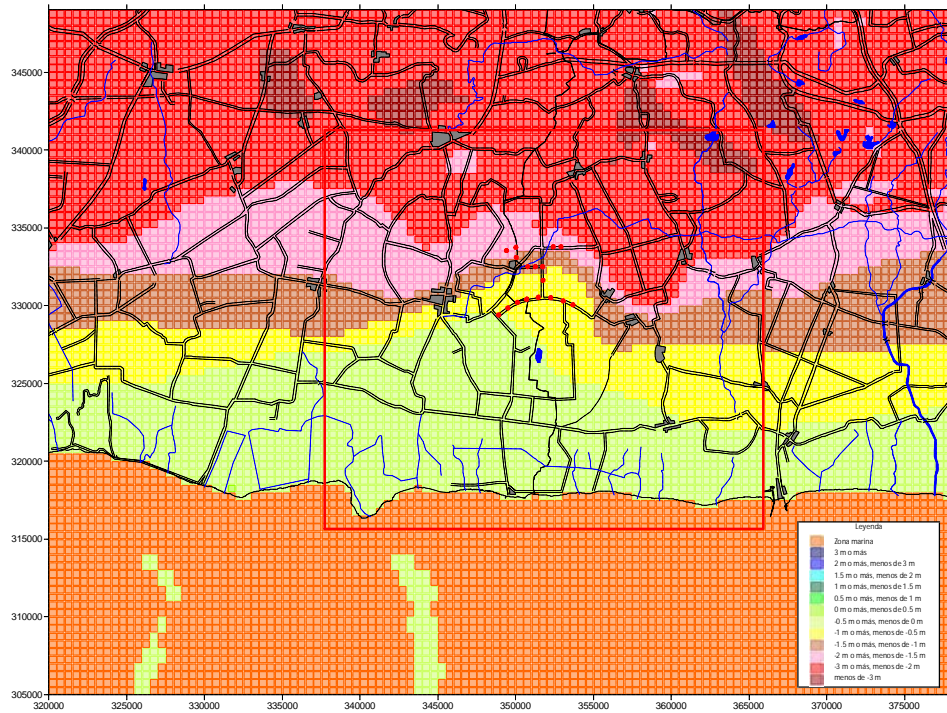 345000
340000
335000
330000
325000
320000
315000
310000
305000
320000 325000 330000 335000 340000 345000 350000 355000 360000 365000 370000 375000
Leyenda
Zona marina
3 m o más
2 m o más, menos de 3 m
1.5 m o más, menos de 2 m
1 m o más, menos de 1.5 m
0.5 m o más, menos de 1 m
0 m o más, menos de 0.5 m
-0.5 m o más, menos de 0 m
-1 m o más, menos de -0.5 m
-1.5 m o más, menos de -1 m
-2 m o más, menos de -1.5 m
-3 m o más, menos de -2 m
menos de -3 m